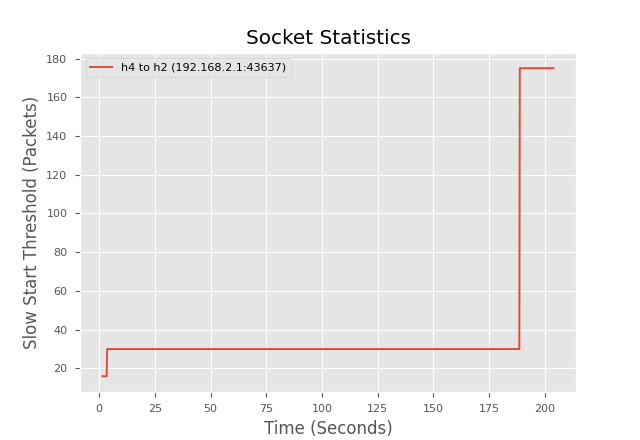 Socket Statistics
h4 to h2 (192.168.2.1:43637)
Slow Start Threshold (Packets)
180
160
140
120
100
80
60
40
20
0 25 50 75 100 125 150 175 200
Time (Seconds)